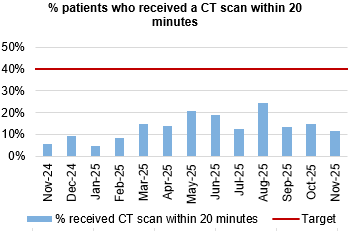 % patients who received a CT scan within 20
minutes
50%
40%
30%
20%
10%
0%
Nov-24
Dec-24
Jan-25
Feb-25
Mar-25
Apr-25
May-25
Jun-25
Jul-25
Aug-25
Sep-25
Oct-25
Nov-25
% received CT scan within 20 minutes
Target